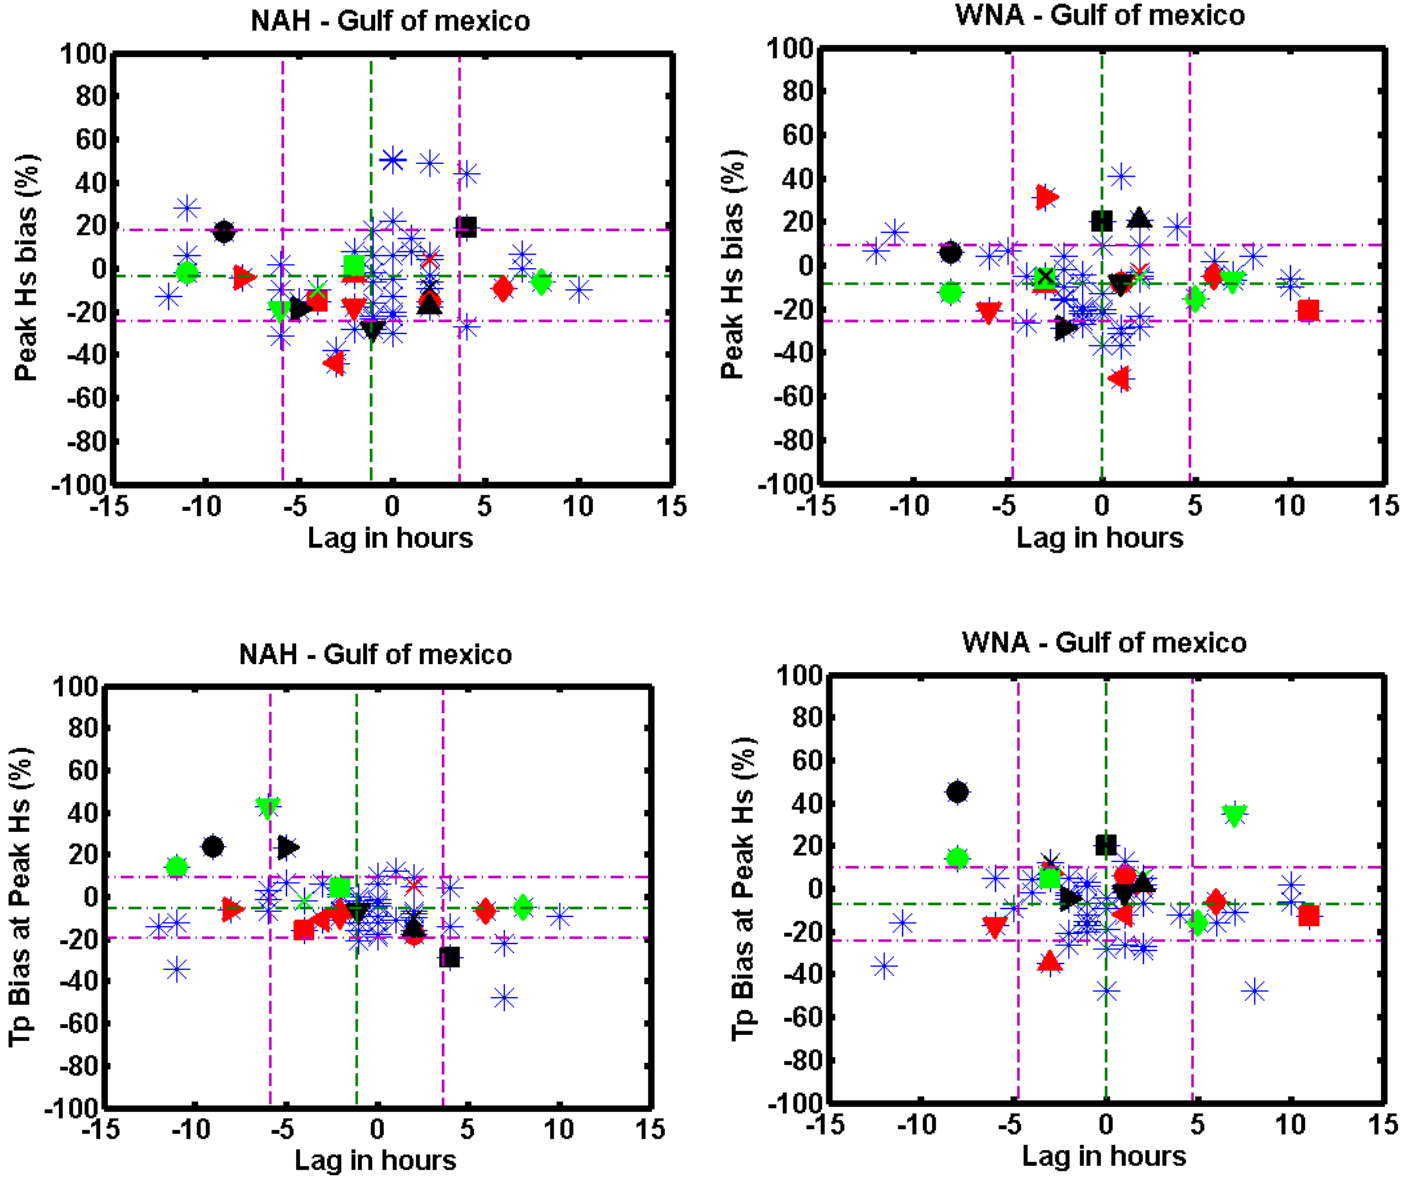 NAH - Gulf of mexico
Peak Hs bias (%)
100
80
60
40
20
0
-20
-40
-60
-80
-100
-15 -10 -5 0 5 10 15
Lag in hours
WNA - Gulf of mexico
Peak Hs bias (%)
100
80
60
40
20
0
-20
-40
-60
-80
-100
-15 -10 -5 0 5 10 15
Lag in hours
NAH - Gulf of mexico
Tp Bias at Peak Hs (%)
100
80
60
40
20
0
-20
-40
-60
-80
-100
-15 -10 -5 0 5 10 15
Lag in hours
WNA - Gulf of mexico
Tp Bias at Peak Hs (%)
100
80
60
40
20
0
-20
-40
-60
-80
-100
-15 -10 -5 0 5 10 15
Lag in hours